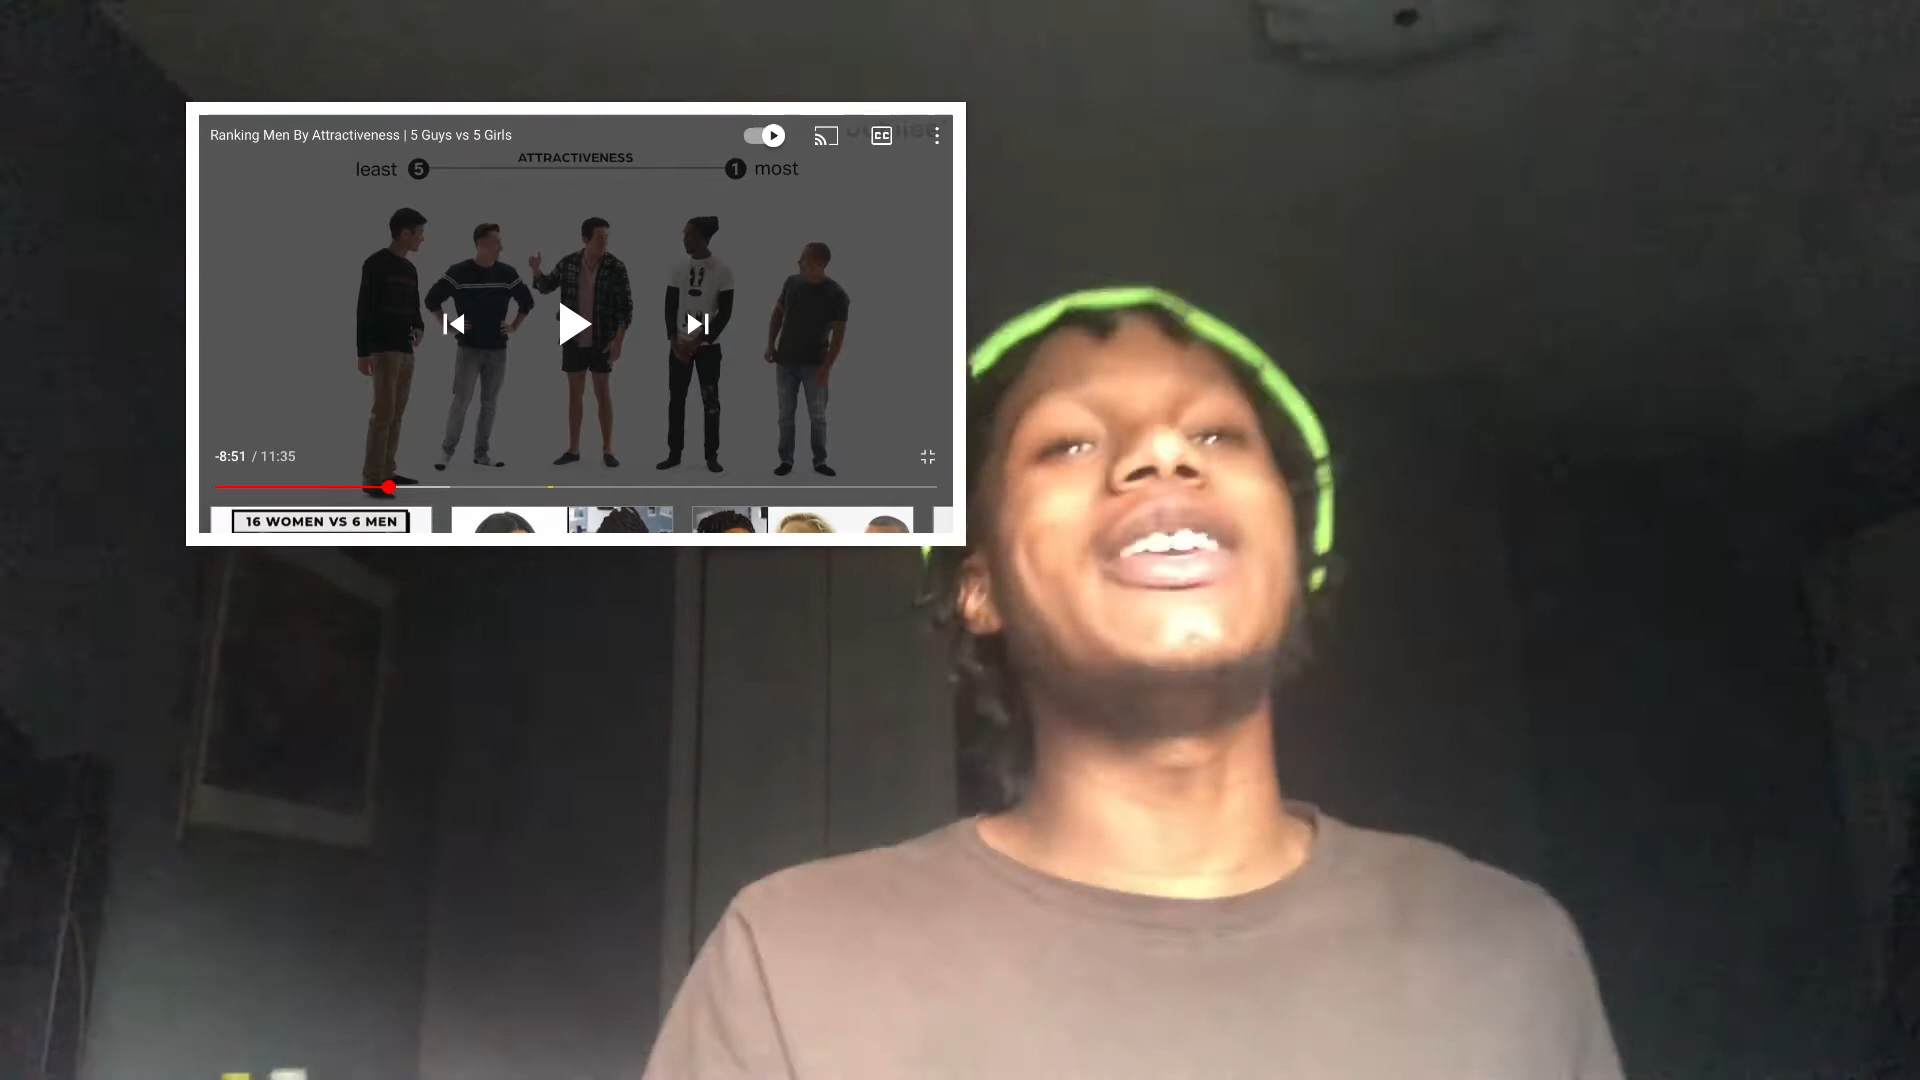 Ranking Men By Attractiveness | 5 Guys vs 5 Girls
CC
ATTRACTIVENESS
least 5 1 most
-8:51 / 11:35
16 WOMEN VS 6 MEN